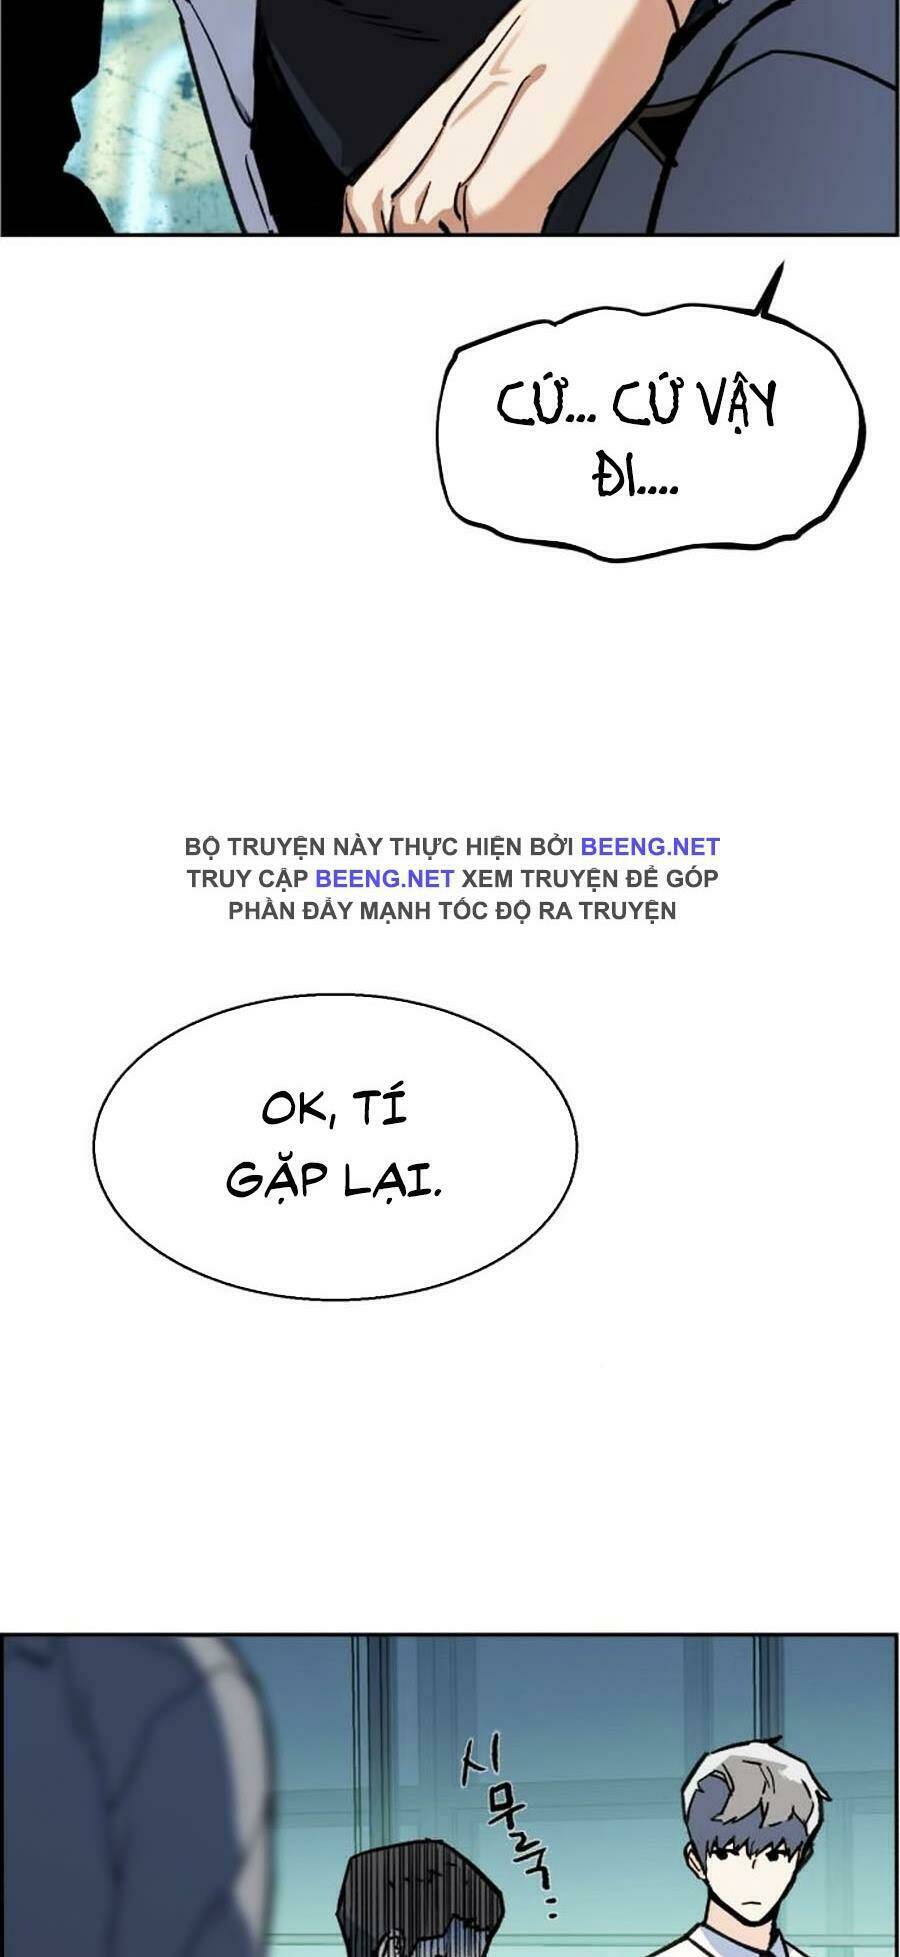 CỨ... CỨ VẬY
ĐI....
BỘ TRUYỆN NÀY THỰC HIỆN BỞI BEENG.NET
TRUY CẬP BEENG.NET XEM TRUYỆN ĐỂ GÓP
PHẦN ĐẨY MẠNH TỐC ĐỘ RA TRUYỆN
OK, TÍ
GẶP LẠI.
시무룩